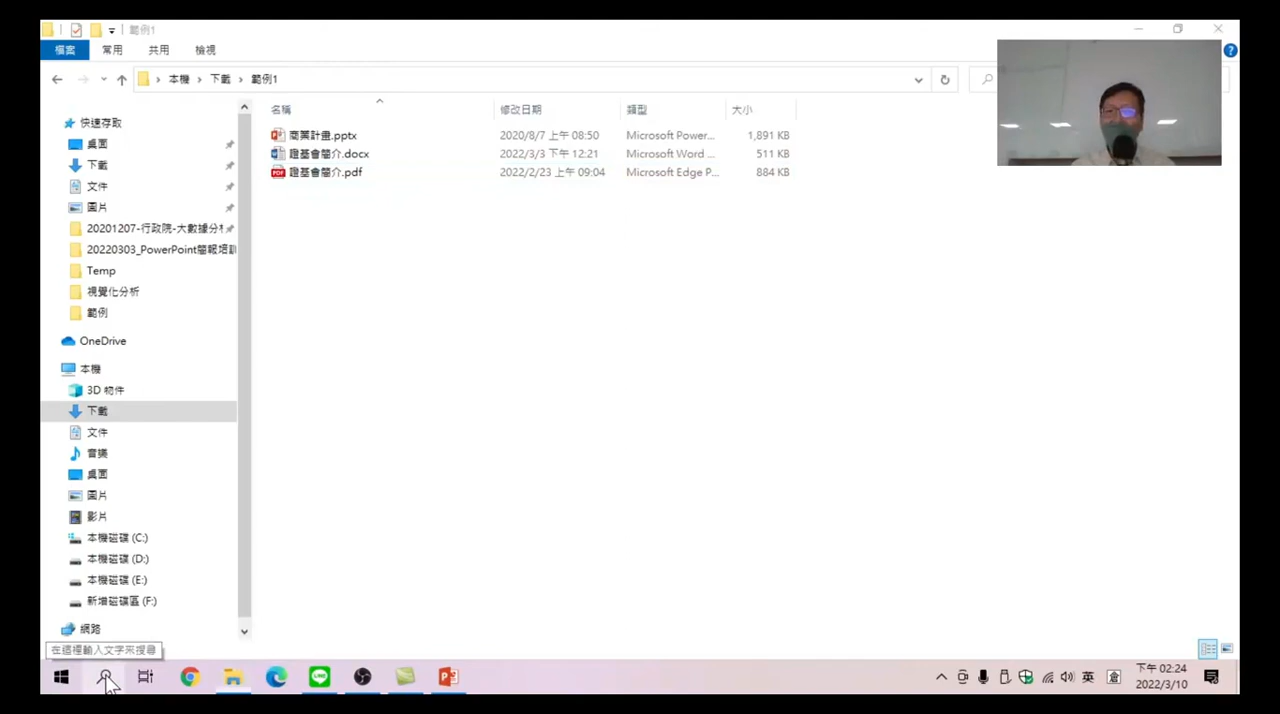 範例1
檔案 常用 共用 檢視
本機 下載 範例1
名稱 修改日期 類型 大小
商業計畫.pptx 2020/8/7 上午 08:50 Microsoft Power... 1,891 KB
證基會簡介.docx 2022/3/3 下午 12:21 Microsoft Word ... 511 KB
證基會簡介.pdf 2022/2/23 上午 09:04 Microsoft Edge P... 884 KB
快速存取
桌面
下載
文件
圖片
20201207-行政院-大數據分析
20220303_PowerPoint簡報培訓
Temp
視覺化分析
範例
OneDrive
本機
3D 物件
下載
文件
音樂
桌面
圖片
影片
本機磁碟 (C:)
本機磁碟 (D:)
本機磁碟 (E:)
新增磁碟區 (F:)
網路
在這裡輸入文字來搜尋
英 倉 下午 02:24
2022/3/10